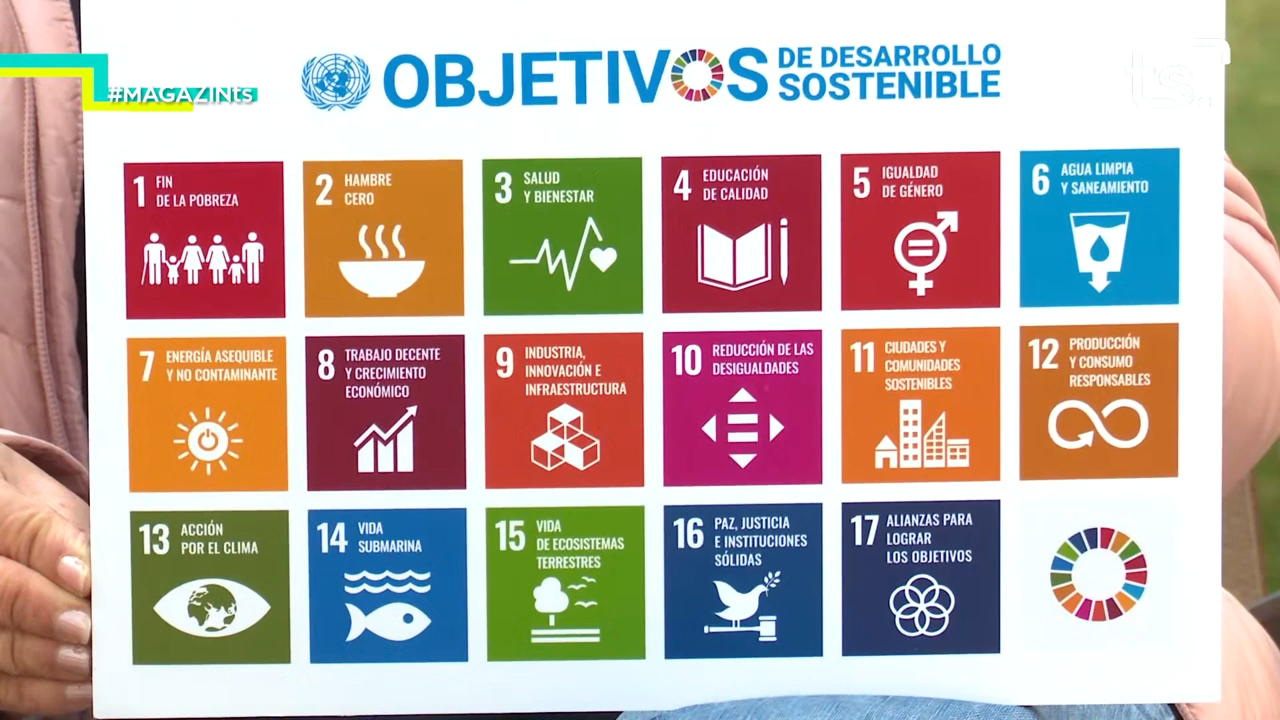 #MAGAZINts
ts.
OBJETIVOS
DE DESARROLLO
SOSTENIBLE
1 FIN
DE LA POBREZA
2 HAMBRE
CERO
3 SALUD
Y BIENESTAR
4 EDUCACIÓN
DE CALIDAD
5 IGUALDAD
DE GÉNERO
6 AGUA LIMPIA
Y SANEAMIENTO
7 ENERGÍA ASEQUIBLE
Y NO CONTAMINANTE
8 TRABAJO DECENTE
Y CRECIMIENTO
ECONÓMICO
9 INDUSTRIA,
INNOVACIÓN E
INFRAESTRUCTURA
10 REDUCCIÓN DE LAS
DESIGUALDADES
11 CIUDADES Y
COMUNIDADES
SOSTENIBLES
12 PRODUCCIÓN
Y CONSUMO
RESPONSABLES
13 ACCIÓN
POR EL CLIMA
14 VIDA
SUBMARINA
15 VIDA
DE ECOSISTEMAS
TERRESTRES
16 PAZ, JUSTICIA
E INSTITUCIONES
SÓLIDAS
17 ALIANZAS PARA
LOGRAR
LOS OBJETIVOS